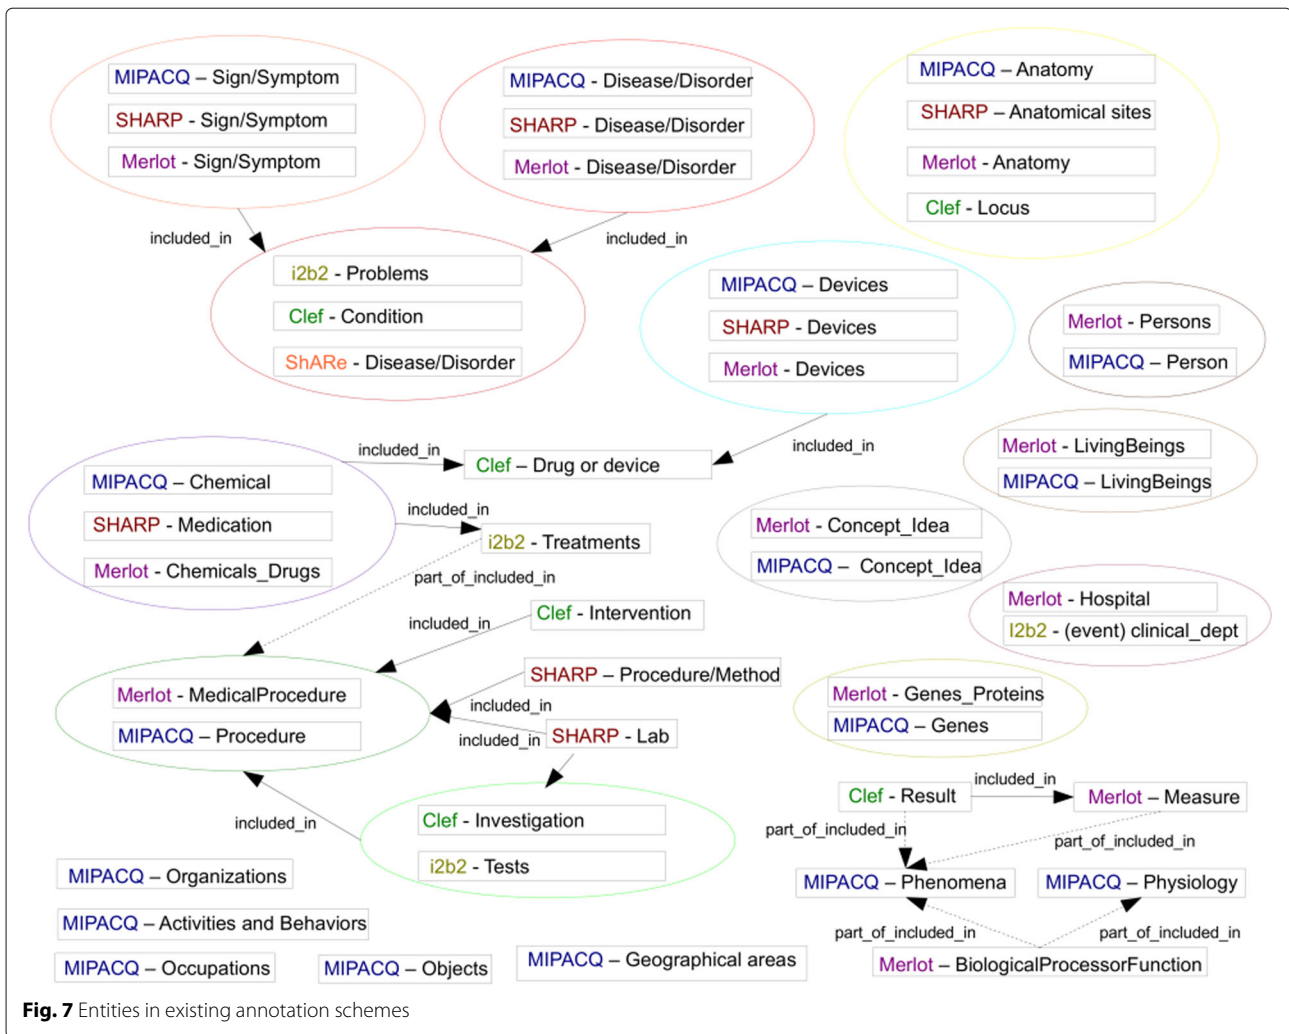 MIPACQ – Sign/Symptom
SHARP - Sign/Symptom
Merlot - Sign/Symptom
MIPACQ - Disease/Disorder
SHARP - Disease/Disorder
Merlot - Disease/Disorder
MIPACQ – Anatomy
SHARP – Anatomical sites
Merlot - Anatomy
Clef - Locus
included_in
included_in
i2b2 - Problems
Clef - Condition
ShARe - Disease/Disorder
MIPACQ – Devices
SHARP - Devices
Merlot - Devices
Merlot - Persons
MIPACQ – Person
included_in
included_in
Clef – Drug or device
Merlot - LivingBeings
MIPACQ – LivingBeings
MIPACQ – Chemical
SHARP – Medication
Merlot - Chemicals_Drugs
included_in
i2b2 - Treatments
part_of_included_in
Merlot - Concept_Idea
MIPACQ – Concept_Idea
Merlot - Hospital
I2b2 - (event) clinical_dept
Clef - Intervention
included_in
SHARP – Procedure/Method
included_in
included_in
SHARP - Lab
Merlot - MedicalProcedure
MIPACQ – Procedure
Merlot - Genes_Proteins
MIPACQ – Genes
included_in
Clef - Investigation
i2b2 - Tests
Clef - Result
included_in
Merlot – Measure
part_of_included_in
part_of_included_in
MIPACQ – Phenomena
MIPACQ – Physiology
part_of_included_in
part_of_included_in
Merlot – BiologicalProcessorFunction
MIPACQ – Organizations
MIPACQ – Activities and Behaviors
MIPACQ – Occupations
MIPACQ – Objects
MIPACQ – Geographical areas
Fig. 7 Entities in existing annotation schemes